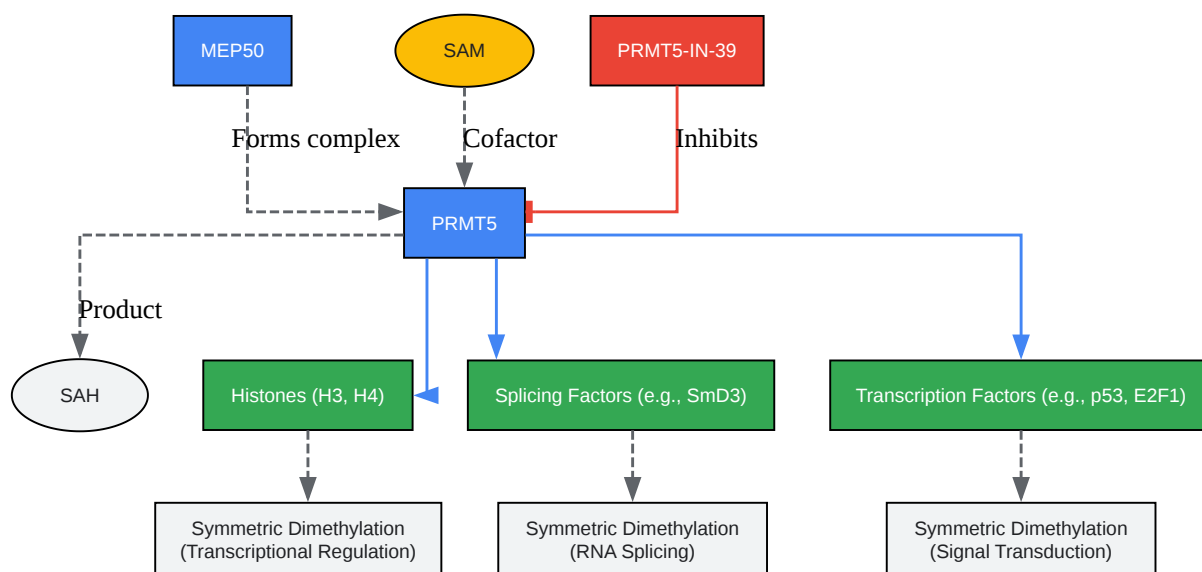 MEP50
SAM
PRMT5-IN-39
Forms complex
Cofactor
Inhibits
PRMT5
Product
SAH
Histones (H3, H4)
Splicing Factors (e.g., SmD3)
Transcription Factors (e.g., p53, E2F1)
Symmetric Dimethylation
(Transcriptional Regulation)
Symmetric Dimethylation
(RNA Splicing)
Symmetric Dimethylation
(Signal Transduction)